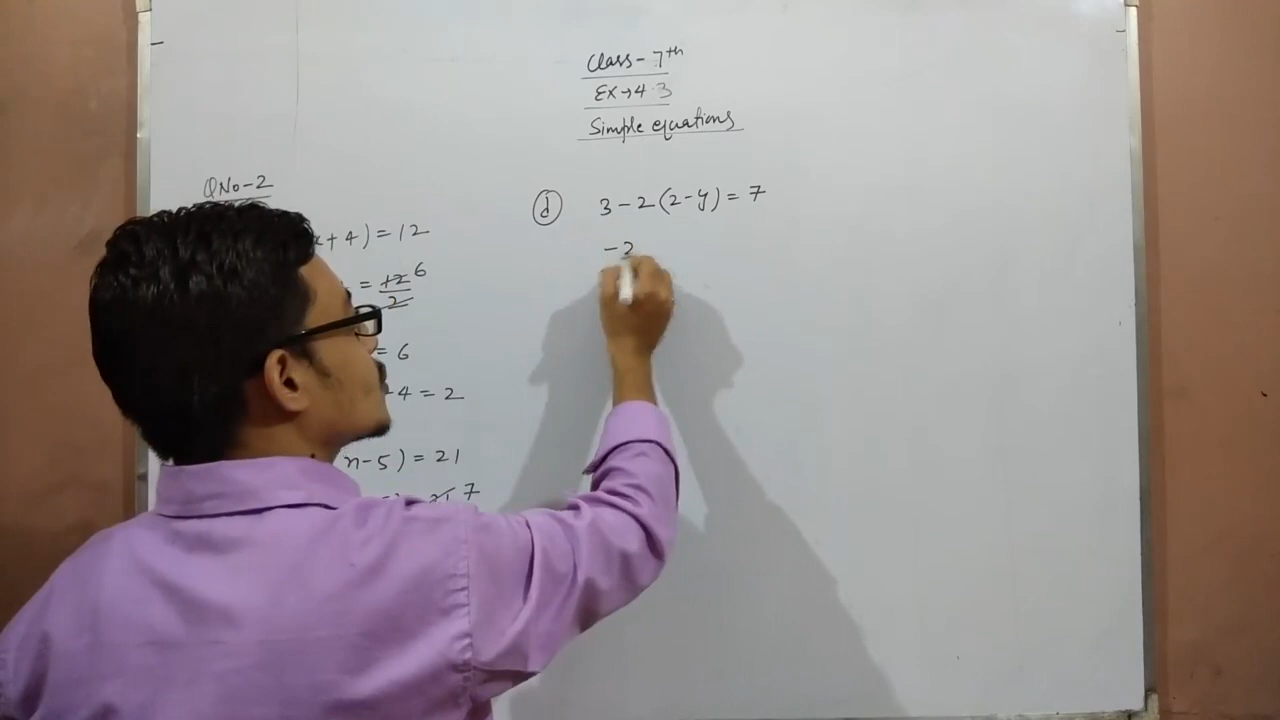 Class- 7th
Ex→4.3
Simple equations
QNo-2
x+4)=12
= 12/2 6
= 6
-4=2
n-5)=21
21 7
(d) 3-2(2-y)=7
-2